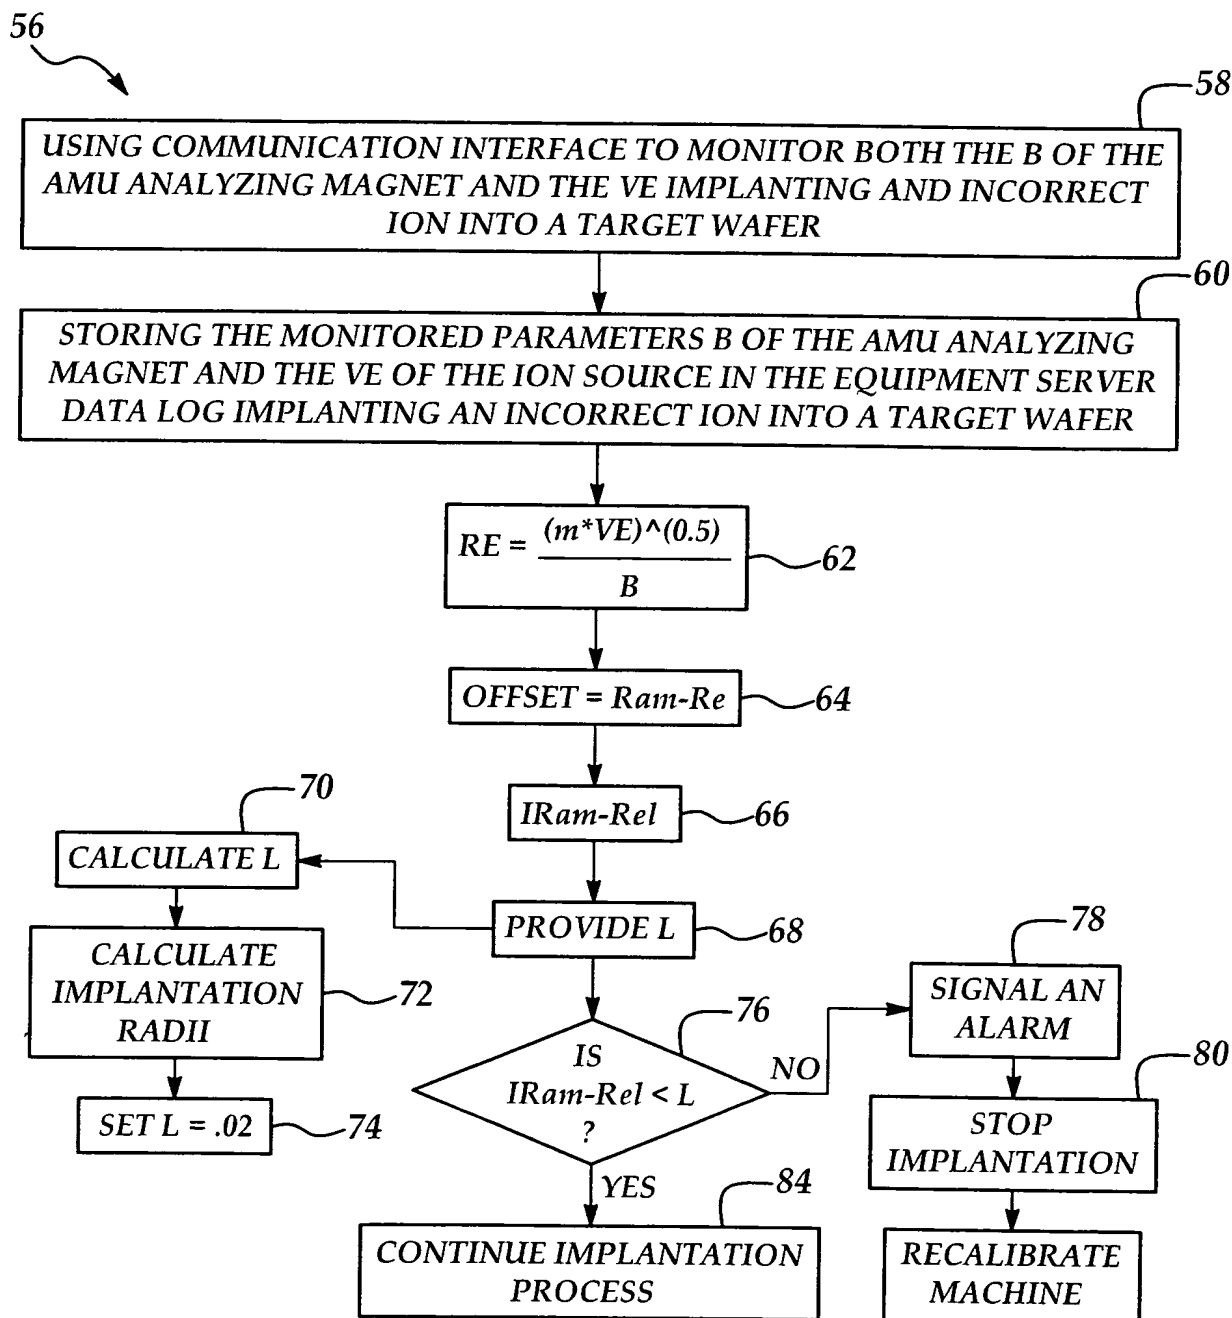 56
58
USING COMMUNICATION INTERFACE TO MONITOR BOTH THE B OF THE
AMU ANALYZING MAGNET AND THE VE IMPLANTING AND INCORRECT
ION INTO A TARGET WAFER
60
STORING THE MONITORED PARAMETERS B OF THE AMU ANALYZING
MAGNET AND THE VE OF THE ION SOURCE IN THE EQUIPMENT SERVER
DATA LOG IMPLANTING AN INCORRECT ION INTO A TARGET WAFER
RE = (m*VE)^(0.5)
B
62
OFFSET = Ram-Re
64
IRam-Rel
66
70
CALCULATE L
PROVIDE L
68
CALCULATE
IMPLANTATION
RADII
72
SET L = .02
74
76
IS
IRam-Rel < L
?
NO
YES
78
SIGNAL AN
ALARM
80
STOP
IMPLANTATION
84
CONTINUE IMPLANTATION
PROCESS
RECALIBRATE
MACHINE